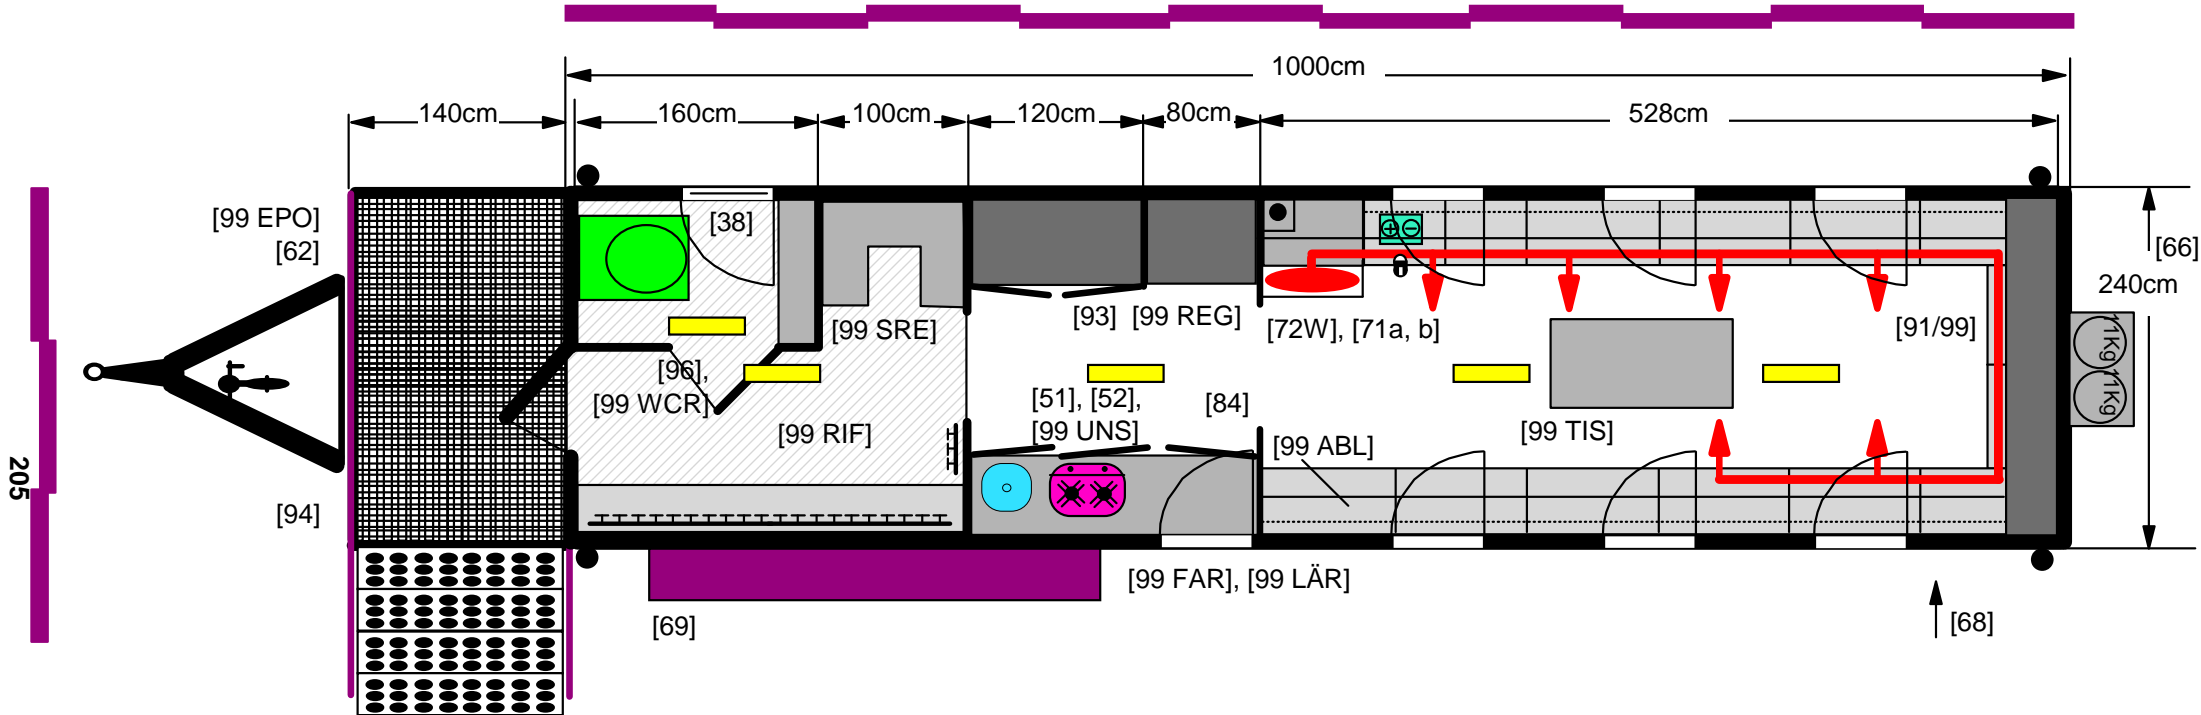 1000cm
140cm
160cm
100cm
120cm
80cm
528cm
[99 EPO]
[62]
[38]
[66]
240cm
[99 SRE]
[93]
[99 REG]
[72W], [71a, b]
[91/99]
11Kg
11Kg
[96],
[99 WCR]
[99 RIF]
[51], [52],
[99 UNS]
[84]
[99 ABL]
[99 TIS]
205
[94]
[99 FAR], [99 LÄR]
[69]
[68]